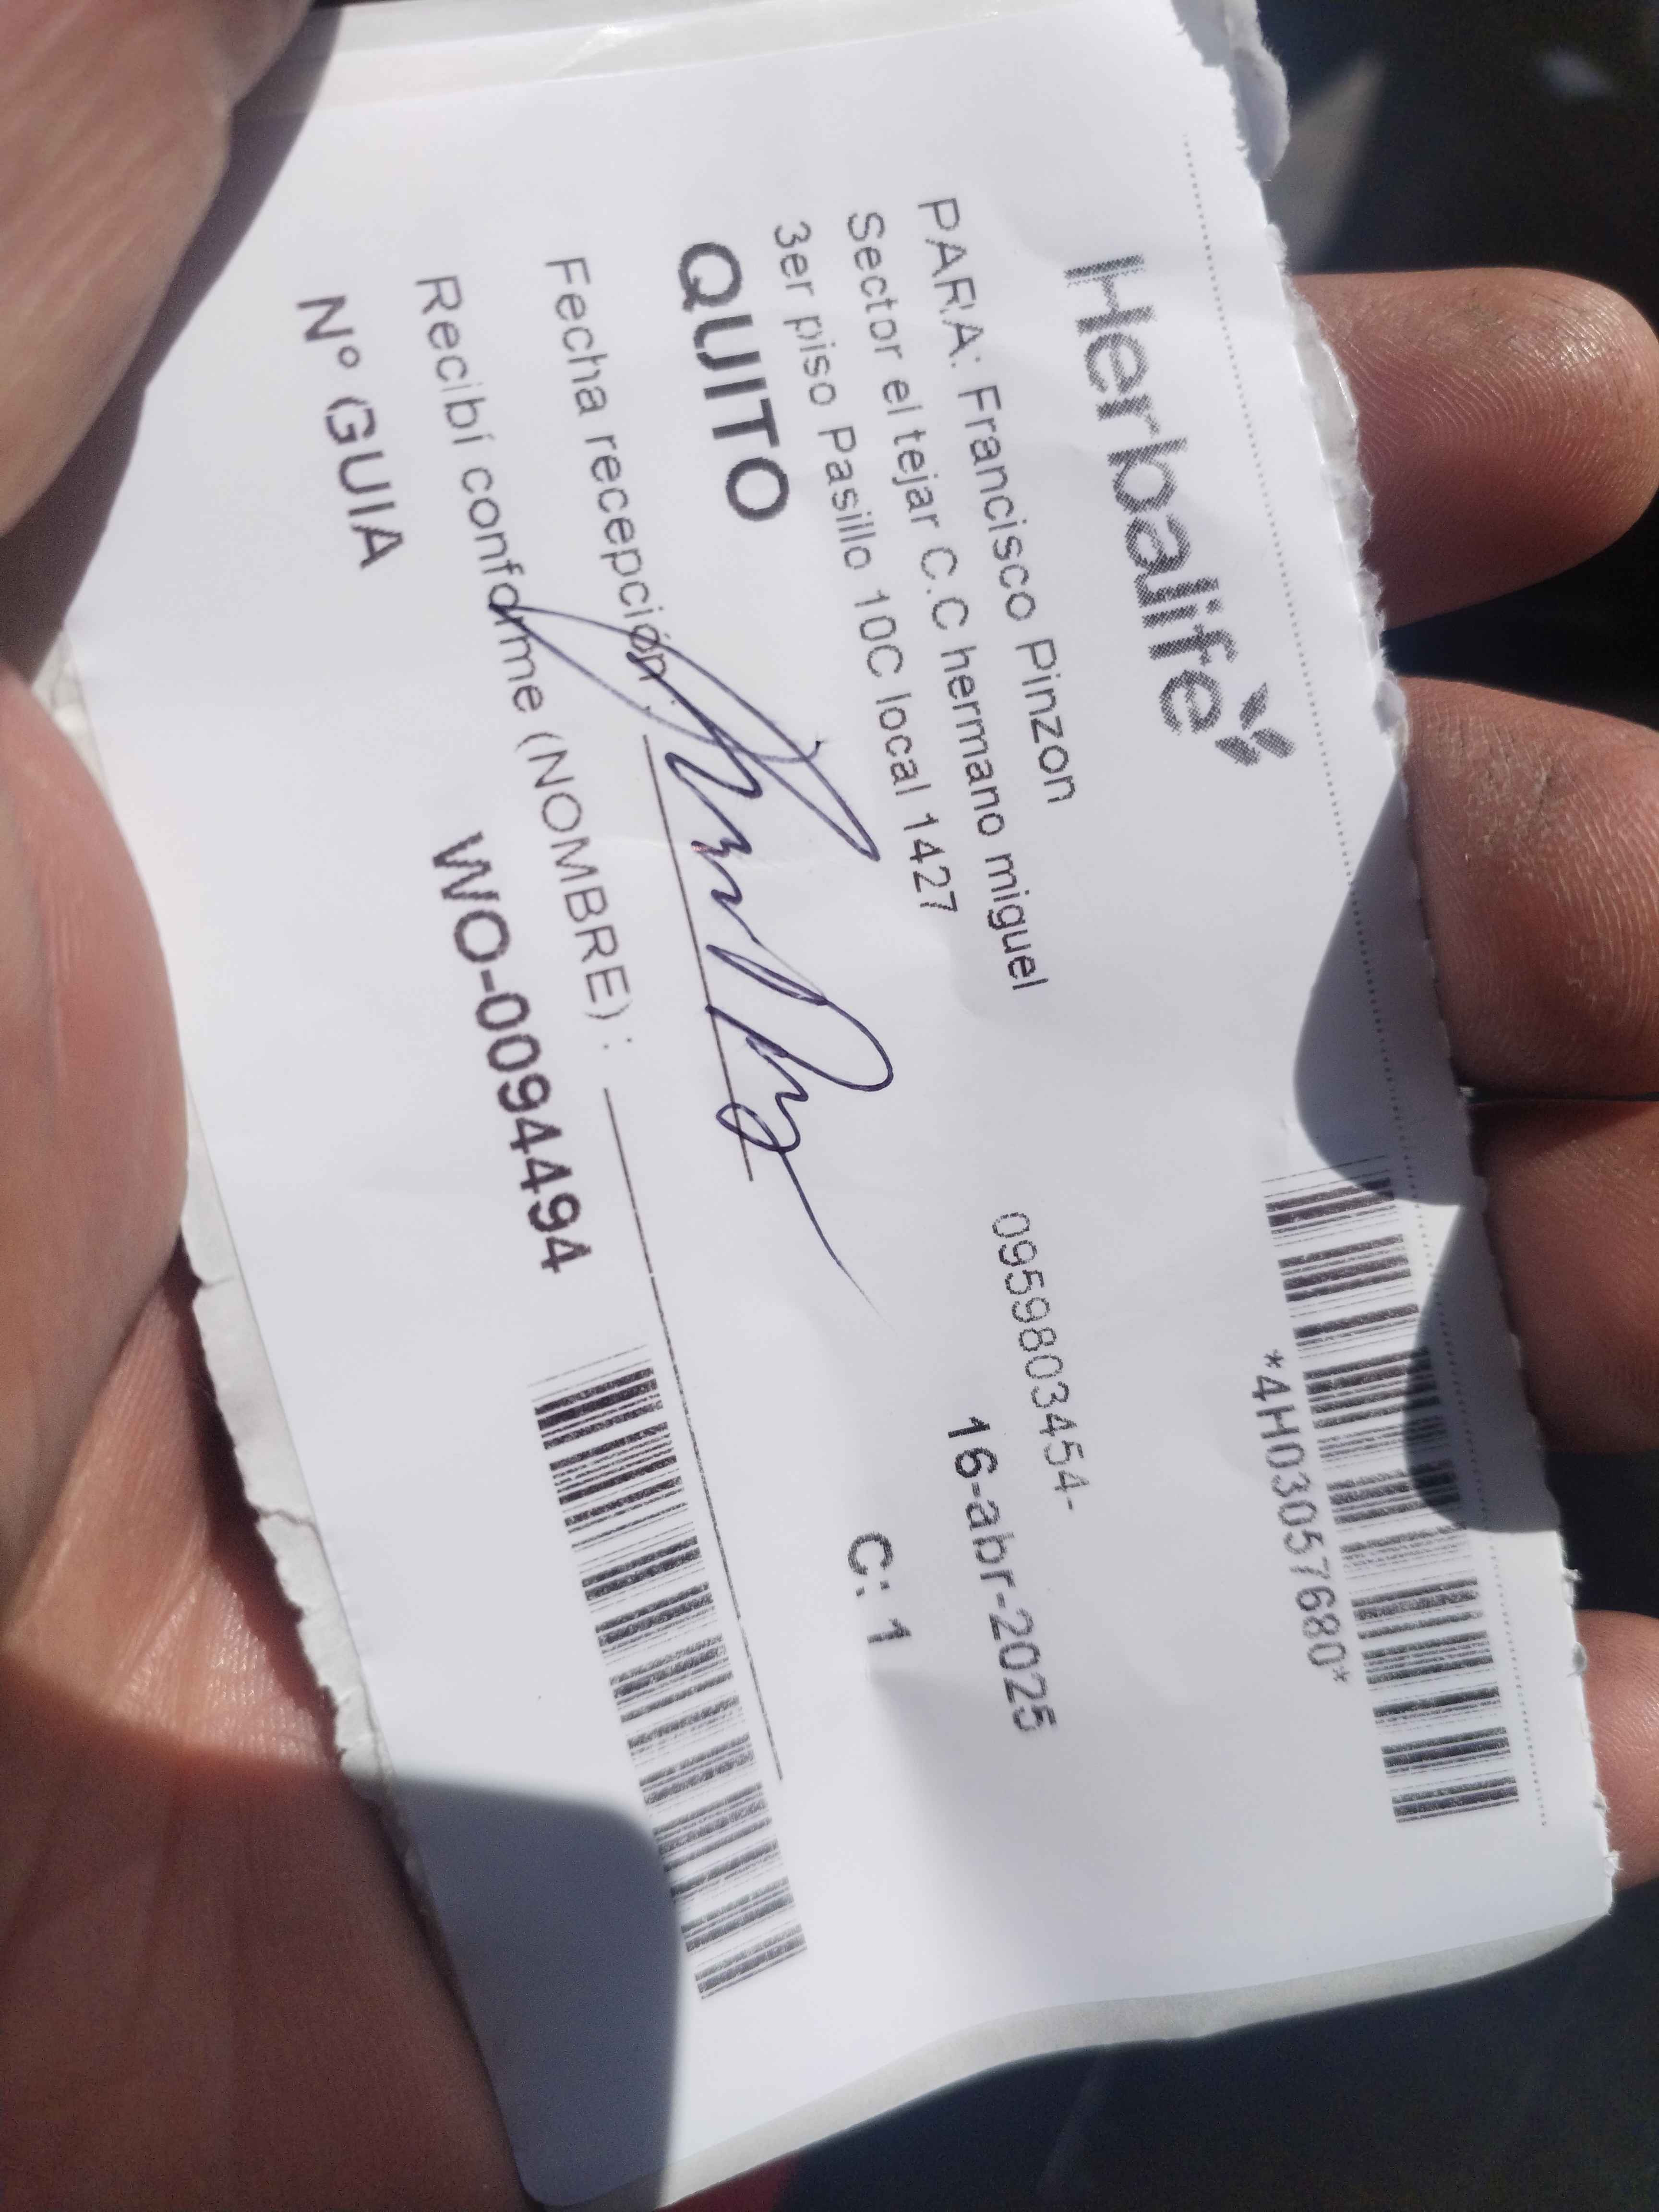 Herbalife
*4H03057680*
PARA: Francisco Pinzon
0959803454-
Sector el tejar C.C hermano miguel
16-abr-2025
3er piso Pasillo 10C local 1427
C: 1
QUITO
Fecha recepción :
Recibí conforme (NOMBRE) :
Nº GUIA
WO-0094494